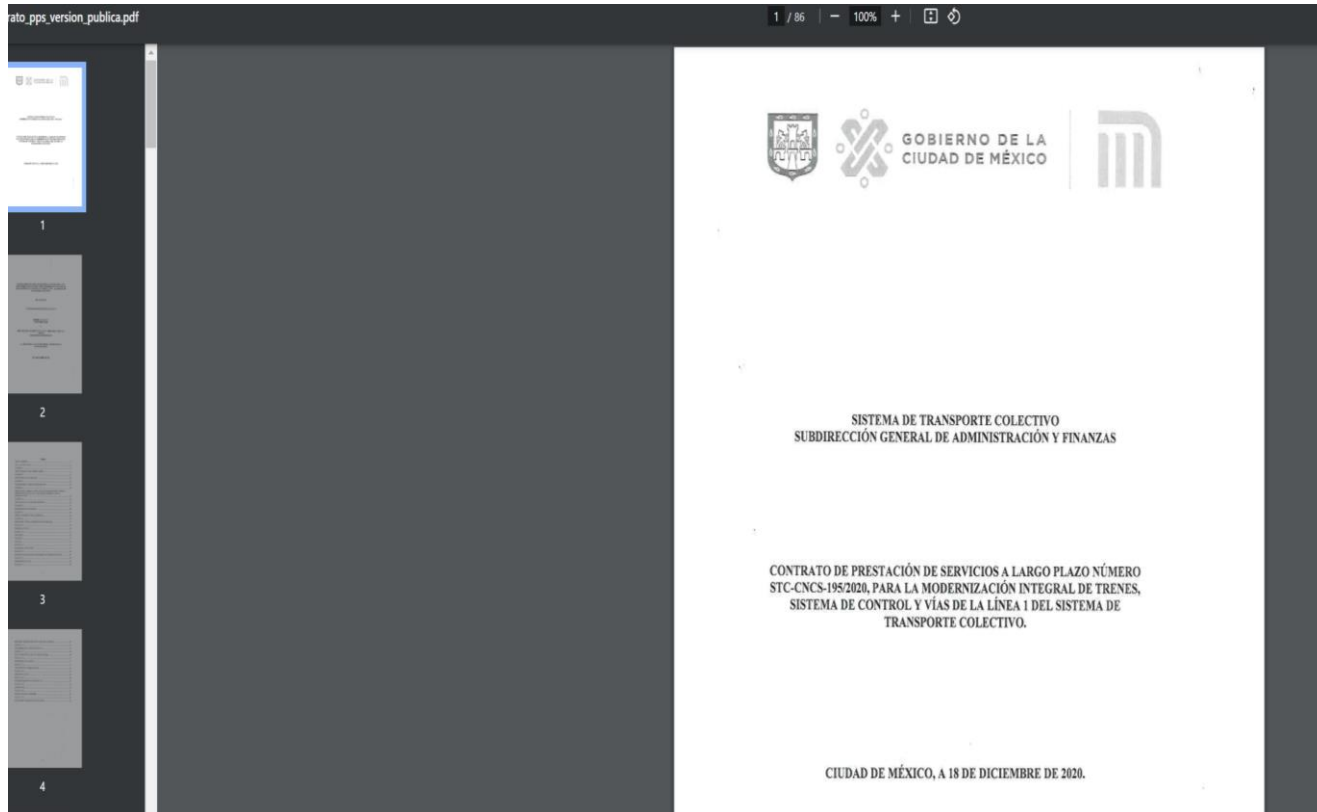 rato_pps_version_publica.pdf
1 / 86
100%
1
2
3
4
GOBIERNO DE LA
CIUDAD DE MÉXICO
SISTEMA DE TRANSPORTE COLECTIVO
SUBDIRECCIÓN GENERAL DE ADMINISTRACIÓN Y FINANZAS
CONTRATO DE PRESTACIÓN DE SERVICIOS A LARGO PLAZO NÚMERO
STC-CNCS-195/2020, PARA LA MODERNIZACIÓN INTEGRAL DE TRENES,
SISTEMA DE CONTROL Y VÍAS DE LA LÍNEA 1 DEL SISTEMA DE
TRANSPORTE COLECTIVO.
CIUDAD DE MÉXICO, A 18 DE DICIEMBRE DE 2020.